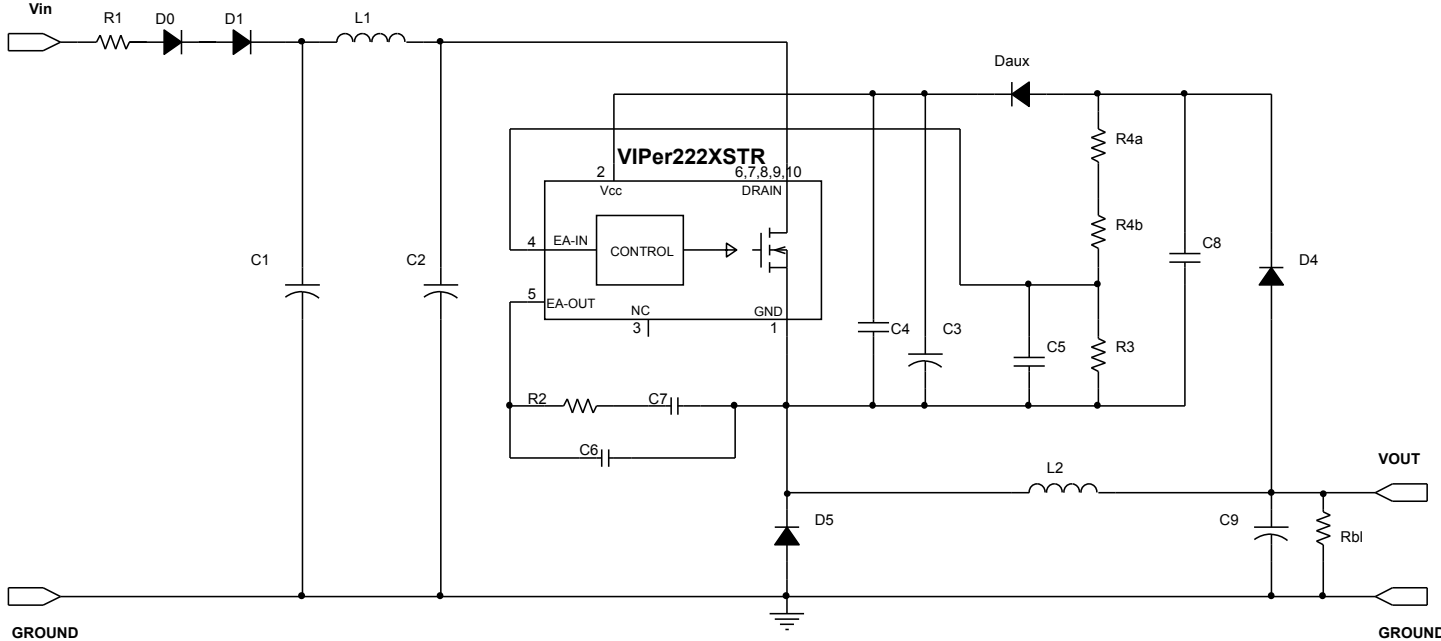 Vin
R1
D0
D1
L1
Daux
R4a
VIPer222XSTR
2
6,7,8,9,10
Vcc
DRAIN
R4b
4
EA-IN
CONTROL
C8
C1
C2
D4
5
EA-OUT
NC
GND
3
1
C4
C3
C5
R3
R2
C7
C6
L2
VOUT
D5
C9
Rbl
GROUND
GROUND